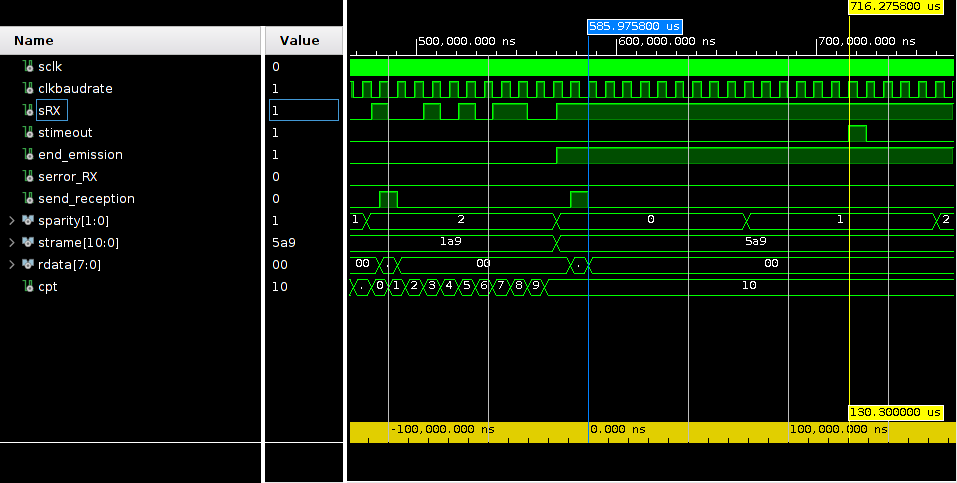 716.275800 us
585.975800 us
Name Value
500,000.000 ns 600,000.000 ns 700,000.000 ns
sclk 0
clkbaudrate 1
sRX 1
stimeout 1
end_emission 1
serror_RX 0
send_reception 0
sparity[1:0] 1 1 2 0 1 2
strame[10:0] 5a9 1a9 5a9
rdata[7:0] 00 00 . 00 . 00
cpt 10 . 0 1 2 3 4 5 6 7 8 9 10
130.300000 us
-100,000.000 ns 0.000 ns 100,000.000 ns